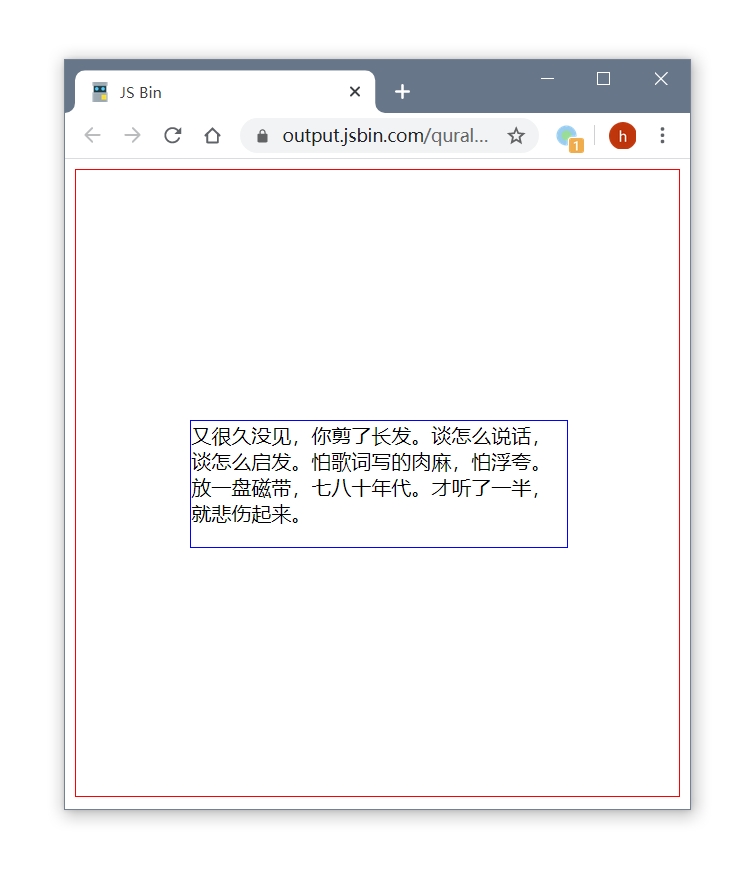 JS Bin
output.jsbin.com/qural...
1
h
又很久没见，你剪了长发。谈怎么说话，
谈怎么启发。怕歌词写的肉麻，怕浮夸。
放一盘磁带，七八十年代。才听了一半，
就悲伤起来。